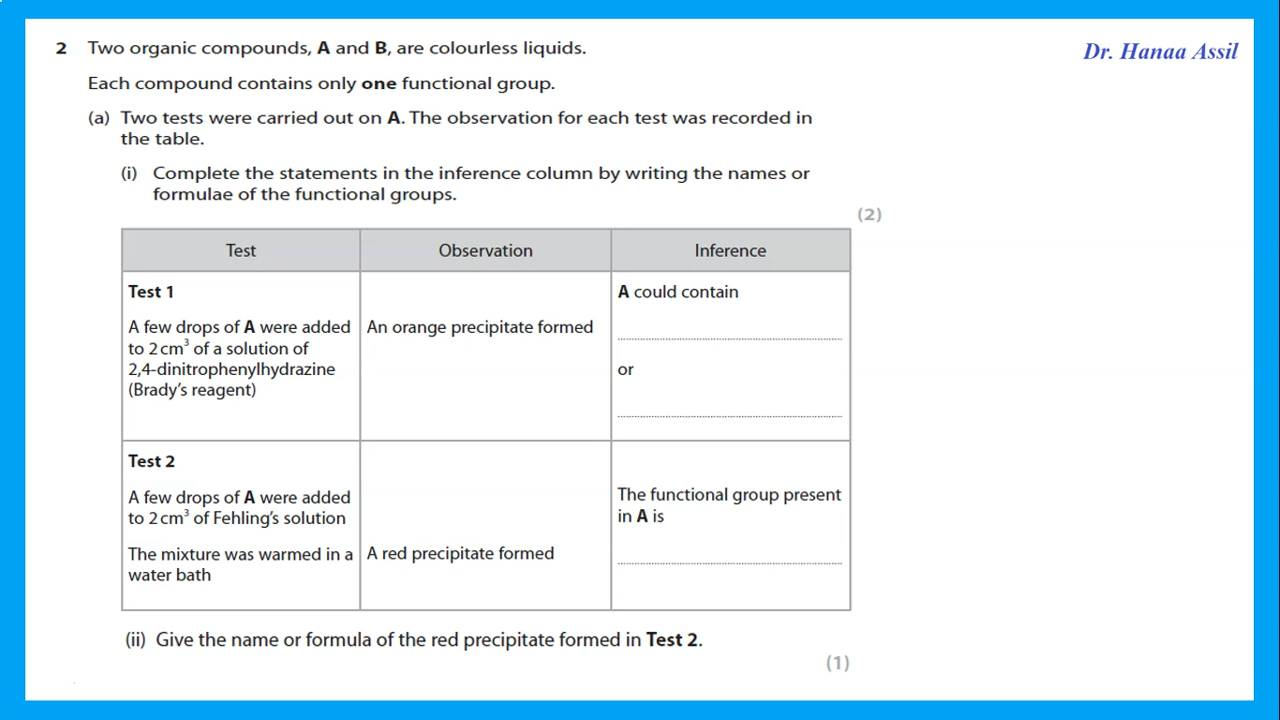 Dr. Hanaa Assil
2 Two organic compounds, A and B, are colourless liquids.
Each compound contains only one functional group.
(a) Two tests were carried out on A. The observation for each test was recorded in
the table.
(i) Complete the statements in the inference column by writing the names or
formulae of the functional groups.
(2)
Test Observation Inference
Test 1
A few drops of A were added
to 2 cm³ of a solution of
2,4-dinitrophenylhydrazine
(Brady's reagent)
An orange precipitate formed
A could contain
or
Test 2
A few drops of A were added
to 2 cm³ of Fehling's solution
The mixture was warmed in a
water bath
A red precipitate formed
The functional group present
in A is
(ii) Give the name or formula of the red precipitate formed in Test 2.
(1)